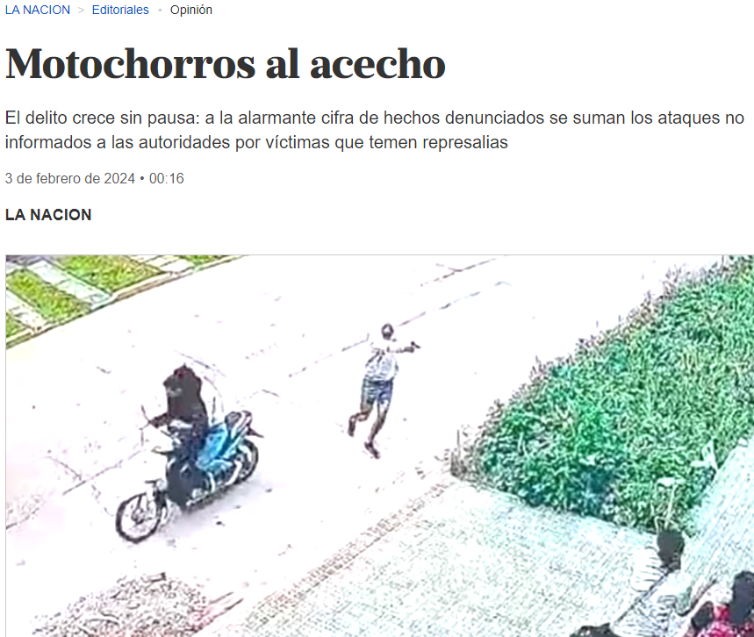 LA NACION > Editoriales • Opinión
Motochorros al acecho
El delito crece sin pausa: a la alarmante cifra de hechos denunciados se suman los ataques no
informados a las autoridades por víctimas que temen represalias
3 de febrero de 2024 • 00:16
LA NACION